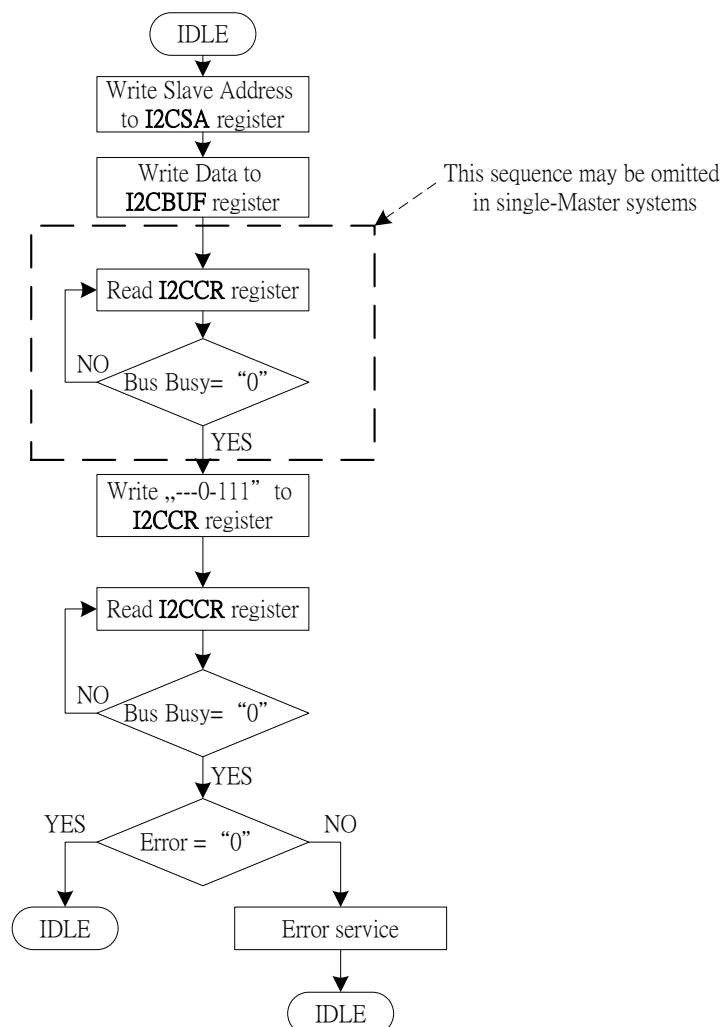 IDLE
Write Slave Address
to I2CSA register
Write Data to
I2CBUF register
This sequence may be omitted
in single-Master systems
Read I2CCR register
NO
Bus Busy= “0”
YES
Write „---0-111” to
I2CCR register
Read I2CCR register
NO
Bus Busy= “0”
YES
YES
Error = “0”
NO
IDLE
Error service
IDLE